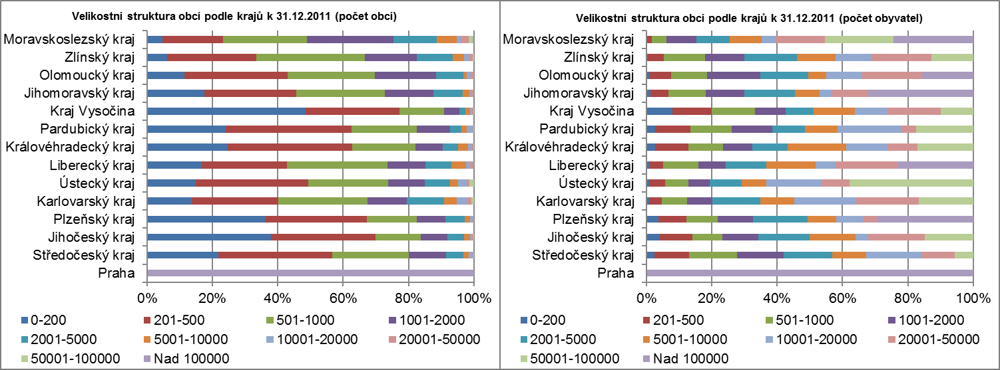 Velikostní struktura obcí podle krajů k 31.12.2011 (počet obcí)
Moravskoslezský kraj
Zlínský kraj
Olomoucký kraj
Jihomoravský kraj
Kraj Vysočina
Pardubický kraj
Královéhradecký kraj
Liberecký kraj
Ústecký kraj
Karlovarský kraj
Plzeňský kraj
Jihočeský kraj
Středočeský kraj
Praha
0% 20% 40% 60% 80% 100%
0-200 201-500 501-1000 1001-2000
2001-5000 5001-10000 10001-20000 20001-50000
50001-100000 Nad 100000
Velikostní struktura obcí podle krajů k 31.12.2011 (počet obyvatel)
Moravskoslezský kraj
Zlínský kraj
Olomoucký kraj
Jihomoravský kraj
Kraj Vysočina
Pardubický kraj
Královéhradecký kraj
Liberecký kraj
Ústecký kraj
Karlovarský kraj
Plzeňský kraj
Jihočeský kraj
Středočeský kraj
Praha
0% 20% 40% 60% 80% 100%
0-200 201-500 501-1000 1001-2000
2001-5000 5001-10000 10001-20000 20001-50000
50001-100000 Nad 100000